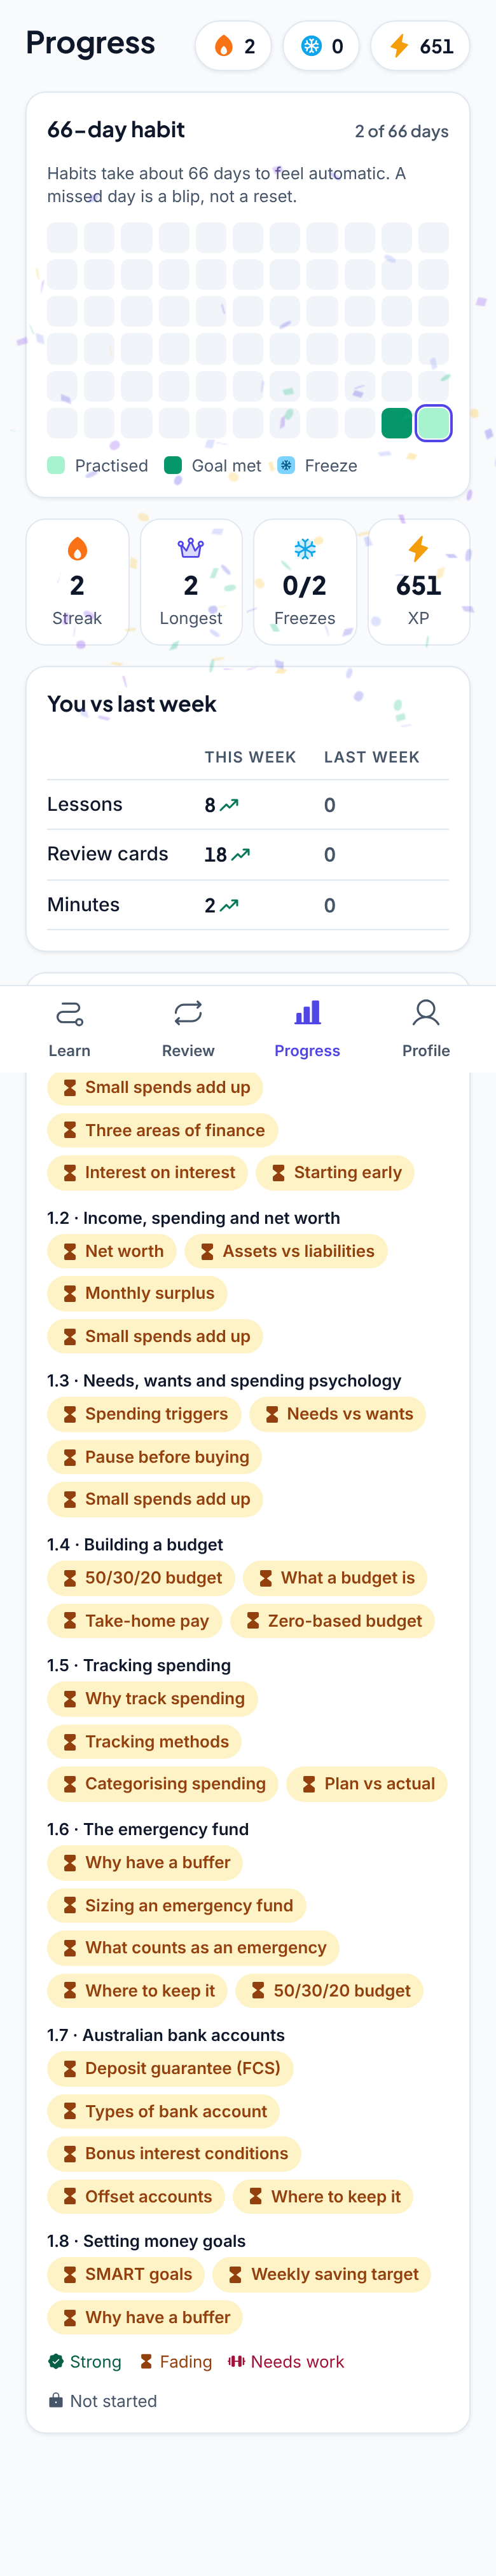 Progress
2
0
651
66-day habit
2 of 66 days
Habits take about 66 days to feel automatic. A
missed day is a blip, not a reset.
Practised
Goal met
Freeze
2
2
0/2
651
Streak
Longest
Freezes
XP
You vs last week
THIS WEEK
LAST WEEK
Lessons
8
0
Review cards
18
0
Minutes
2
0
Learn
Review
Progress
Profile
Small spends add up
Three areas of finance
Interest on interest
Starting early
1.2 · Income, spending and net worth
Net worth
Assets vs liabilities
Monthly surplus
Small spends add up
1.3 · Needs, wants and spending psychology
Spending triggers
Needs vs wants
Pause before buying
Small spends add up
1.4 · Building a budget
50/30/20 budget
What a budget is
Take-home pay
Zero-based budget
1.5 · Tracking spending
Why track spending
Tracking methods
Categorising spending
Plan vs actual
1.6 · The emergency fund
Why have a buffer
Sizing an emergency fund
What counts as an emergency
Where to keep it
50/30/20 budget
1.7 · Australian bank accounts
Deposit guarantee (FCS)
Types of bank account
Bonus interest conditions
Offset accounts
Where to keep it
1.8 · Setting money goals
SMART goals
Weekly saving target
Why have a buffer
Strong
Fading
Needs work
Not started